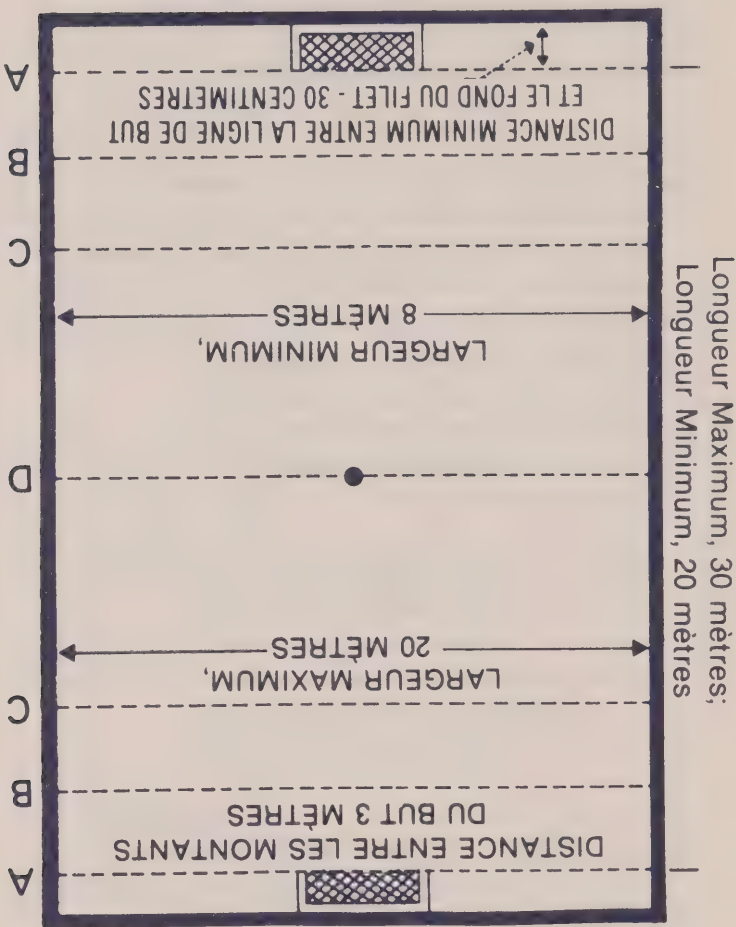 A
DISTANCE ENTRE LES MONTANTS
DU BUT 3 MÈTRES
B
C
LARGEUR MAXIMUM,
20 MÈTRES
D
LARGEUR MINIMUM,
8 MÈTRES
C
B
DISTANCE MINIMUM ENTRE LA LIGNE DE BUT
ET LE FOND DU FILET - 30 CENTIMETRES
A
Longueur Maximum, 30 mètres;
Longueur Minimum, 20 mètres